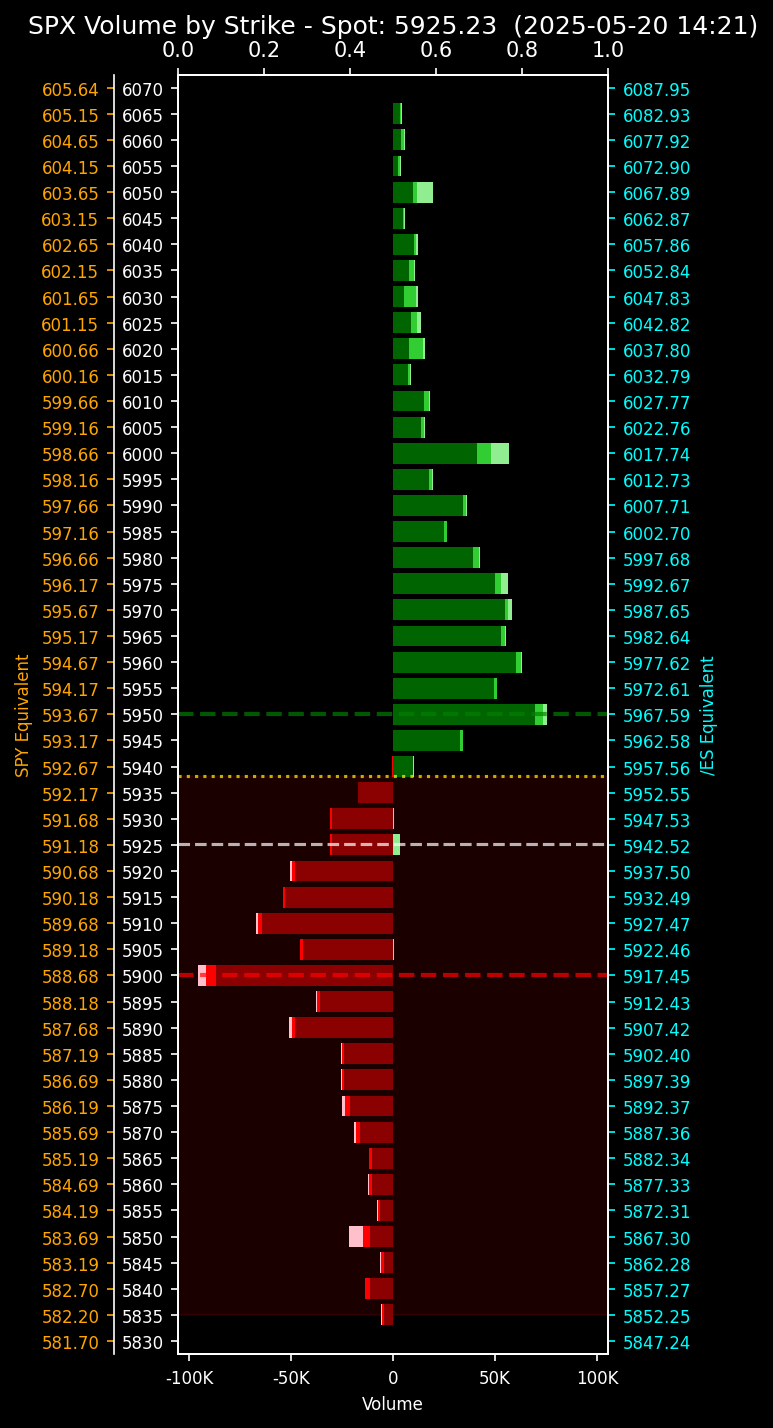 SPX Volume by Strike - Spot: 5925.23  (2025-05-20 14:21)
0.0 0.2 0.4 0.6 0.8 1.0
605.64 6070 6087.95
605.15 6065 6082.93
604.65 6060 6077.92
604.15 6055 6072.90
603.65 6050 6067.89
603.15 6045 6062.87
602.65 6040 6057.86
602.15 6035 6052.84
601.65 6030 6047.83
601.15 6025 6042.82
600.66 6020 6037.80
600.16 6015 6032.79
599.66 6010 6027.77
599.16 6005 6022.76
598.66 6000 6017.74
598.16 5995 6012.73
597.66 5990 6007.71
597.16 5985 6002.70
596.66 5980 5997.68
596.17 5975 5992.67
595.67 5970 5987.65
595.17 5965 5982.64
594.67 5960 5977.62
594.17 5955 5972.61
593.67 5950 5967.59
593.17 5945 5962.58
592.67 5940 5957.56
592.17 5935 5952.55
591.68 5930 5947.53
591.18 5925 5942.52
590.68 5920 5937.50
590.18 5915 5932.49
589.68 5910 5927.47
589.18 5905 5922.46
588.68 5900 5917.45
588.18 5895 5912.43
587.68 5890 5907.42
587.19 5885 5902.40
586.69 5880 5897.39
586.19 5875 5892.37
585.69 5870 5887.36
585.19 5865 5882.34
584.69 5860 5877.33
584.19 5855 5872.31
583.69 5850 5867.30
583.19 5845 5862.28
582.70 5840 5857.27
582.20 5835 5852.25
581.70 5830 5847.24
SPY Equivalent
/ES Equivalent
-100K -50K 0 50K 100K
Volume